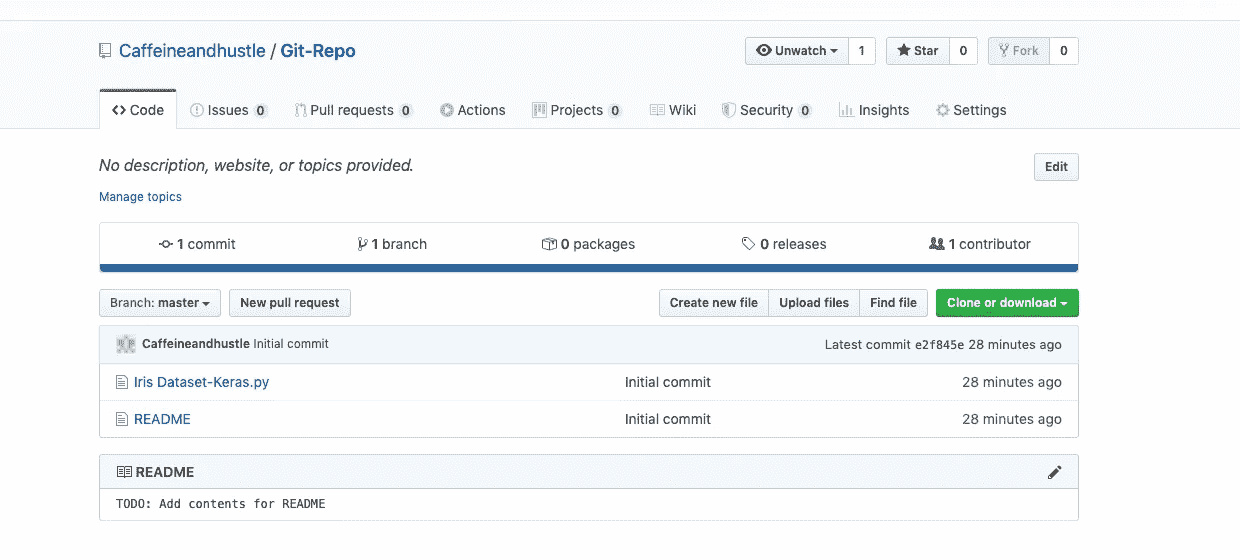 Caffeineandhustle / Git-Repo Unwatch 1 Star 0 Fork 0
Code Issues 0 Pull requests 0 Actions Projects 0 Wiki Security 0 Insights Settings
No description, website, or topics provided. Edit
Manage topics
1 commit 1 branch 0 packages 0 releases 1 contributor
Branch: master New pull request Create new file Upload files Find file Clone or download
Caffeineandhustle Initial commit Latest commit e2f845e 28 minutes ago
Iris Dataset-Keras.py Initial commit 28 minutes ago
README Initial commit 28 minutes ago
README
TODO: Add contents for README